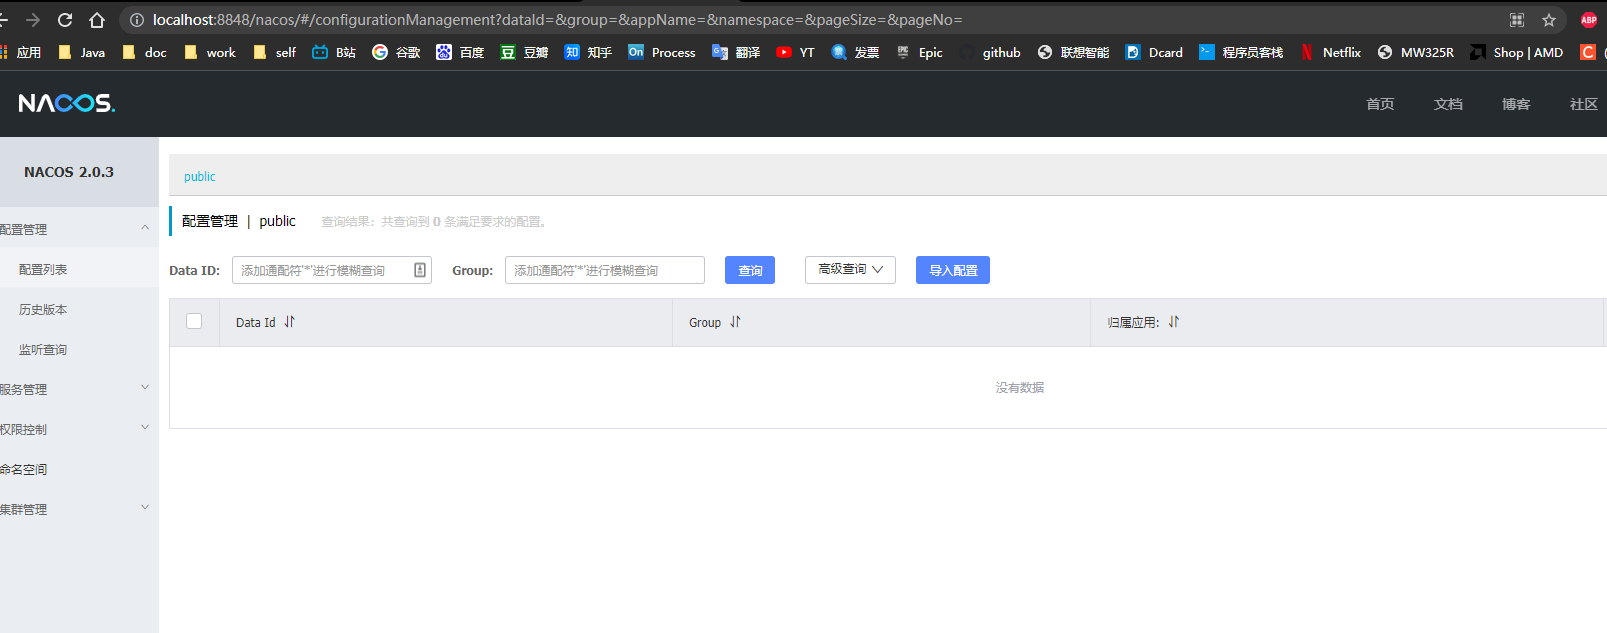 localhost:8848/nacos/#/configurationManagement?dataId=&group=&appName=&namespace=&pageSize=&pageNo=
ABP
应用 Java doc work self B站 谷歌 百度 豆 豆瓣 知 知乎 On Process 翻译 YT 发票 Epic github 联想智能 Dcard 程序员客栈 Netflix MW325R Shop | AMD C
NACOS. 首页 文档 博客 社区
NACOS 2.0.3
public
配置管理
配置列表
历史版本
监听查询
服务管理
权限控制
命名空间
集群管理
配置管理 | public 查询结果：共查询到 0 条满足要求的配置。
Data ID: 添加通配符'*'进行模糊查询 Group: 添加通配符'*'进行模糊查询 查询 高级查询 导入配置
Data Id Group 归属应用:
没有数据